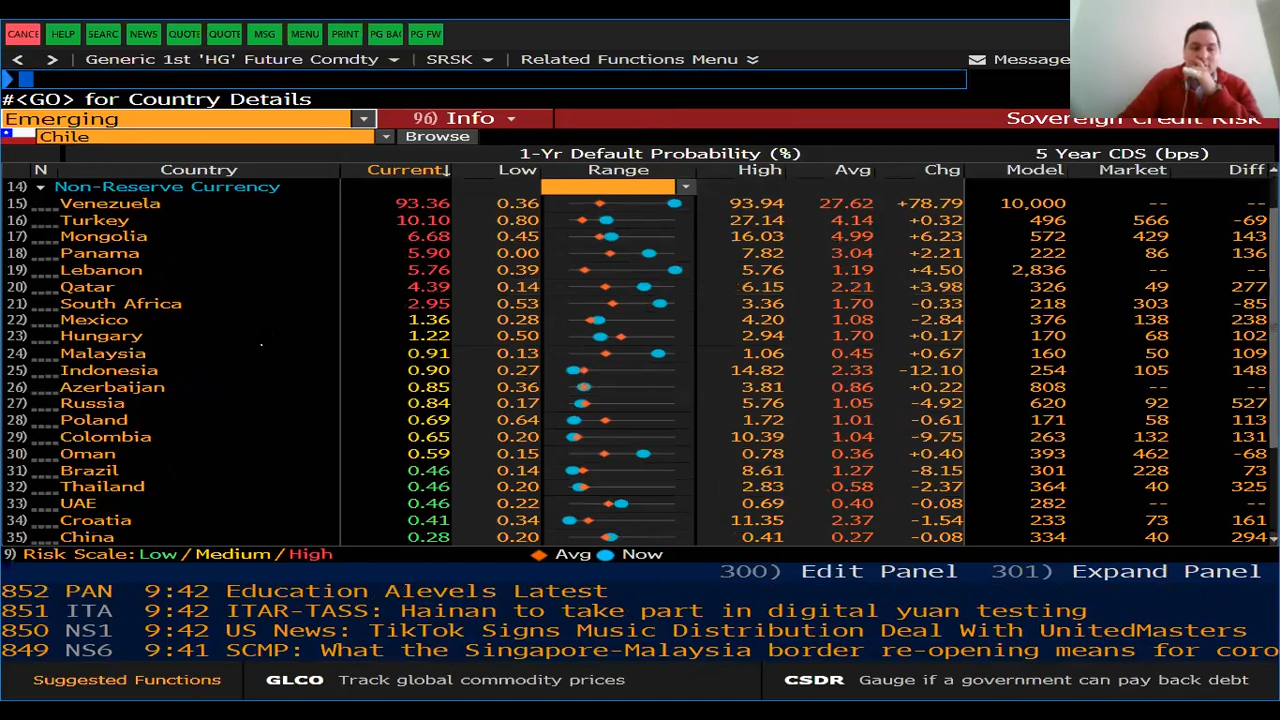 CANCE HELP SEARC NEWS QUOTE QUOTE MSG MENU PRINT PG BAC PG FW
< > Generic 1st 'HG' Future Comdty SRSK Related Functions Menu Message
#<GO> for Country Details
Emerging 96) Info Sovereign Credit Risk
Chile Browse
1-Yr Default Probability (%) 5 Year CDS (bps)
N Country Current↓ Low Range High Avg Chg Model Market Diff
14) Non-Reserve Currency
15) Venezuela 93.36 0.36 93.94 27.62 +78.79 10,000 -- --
16) Turkey 10.10 0.80 27.14 4.14 +0.32 496 566 -69
17) Mongolia 6.68 0.45 16.03 4.99 +6.23 572 429 143
18) Panama 5.90 0.00 7.82 3.04 +2.21 222 86 136
19) Lebanon 5.76 0.39 5.76 1.19 +4.50 2,836 -- --
20) Qatar 4.39 0.14 6.15 2.21 +3.98 326 49 277
21) South Africa 2.95 0.53 3.36 1.70 -0.33 218 303 -85
22) Mexico 1.36 0.28 4.20 1.08 -2.84 376 138 238
23) Hungary 1.22 0.50 2.94 1.70 +0.17 170 68 102
24) Malaysia 0.91 0.13 1.06 0.45 +0.67 160 50 109
25) Indonesia 0.90 0.27 14.82 2.33 -12.10 254 105 148
26) Azerbaijan 0.85 0.36 3.81 0.86 +0.22 808 -- --
27) Russia 0.84 0.17 5.76 1.05 -4.92 620 92 527
28) Poland 0.69 0.64 1.72 1.01 -0.61 171 58 113
29) Colombia 0.65 0.20 10.39 1.04 -9.75 263 132 131
30) Oman 0.59 0.15 0.78 0.36 +0.40 393 462 -68
31) Brazil 0.46 0.14 8.61 1.27 -8.15 301 228 73
32) Thailand 0.46 0.20 2.83 0.58 -2.37 364 40 325
33) UAE 0.46 0.22 0.69 0.40 -0.08 282 -- --
34) Croatia 0.41 0.34 11.35 2.37 -1.54 233 73 161
35) China 0.28 0.20 0.41 0.27 -0.08 334 40 294
9) Risk Scale: Low / Medium / High Avg Now
300) Edit Panel 301) Expand Panel
852 PAN 9:42 Education Alevels Latest
851 ITA 9:42 ITAR-TASS: Hainan to take part in digital yuan testing
850 NS1 9:42 US News: TikTok Signs Music Distribution Deal With UnitedMasters
849 NS6 9:41 SCMP: What the Singapore-Malaysia border re-opening means for coro
Suggested Functions GLCO Track global commodity prices CSDR Gauge if a government can pay back debt